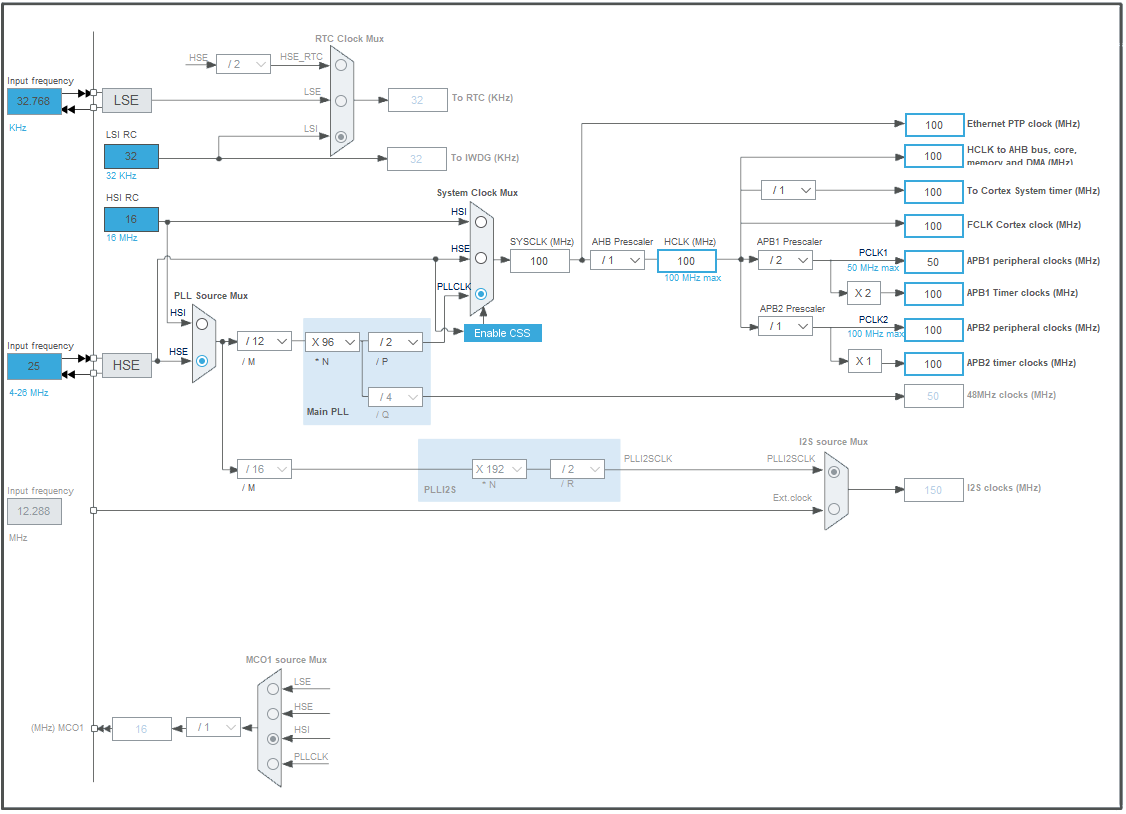 RTC Clock Mux
HSE
/ 2
HSE_RTC
Input frequency
32.768
KHz
LSE
LSE
32
To RTC (KHz)
LSI RC
LSI
32
32 KHz
32
To IWDG (KHz)
HSI RC
16
16 MHz
System Clock Mux
HSI
HSE
PLLCLK
SYSCLK (MHz)
100
AHB Prescaler
/ 1
HCLK (MHz)
100
100 MHz max
100
Ethernet PTP clock (MHz)
100
HCLK to AHB bus, core,
memory and DMA (MHz)
/ 1
100
To Cortex System timer (MHz)
100
FCLK Cortex clock (MHz)
APB1 Prescaler
/ 2
PCLK1
50 MHz max
50
APB1 peripheral clocks (MHz)
X 2
100
APB1 Timer clocks (MHz)
APB2 Prescaler
/ 1
PCLK2
100 MHz max
100
APB2 peripheral clocks (MHz)
X 1
100
APB2 timer clocks (MHz)
PLL Source Mux
HSI
HSE
Input frequency
25
4-26 MHz
HSE
/ 12
/ M
X 96
* N
/ 2
/ P
Enable CSS
/ 4
/ Q
Main PLL
50
48MHz clocks (MHz)
/ 16
/ M
PLLI2S
X 192
* N
/ 2
/ R
PLLI2SCLK
I2S source Mux
PLLI2SCLK
Ext.clock
150
I2S clocks (MHz)
Input frequency
12.288
MHz
MCO1 source Mux
LSE
HSE
HSI
PLLCLK
(MHz) MCO1
16
/ 1